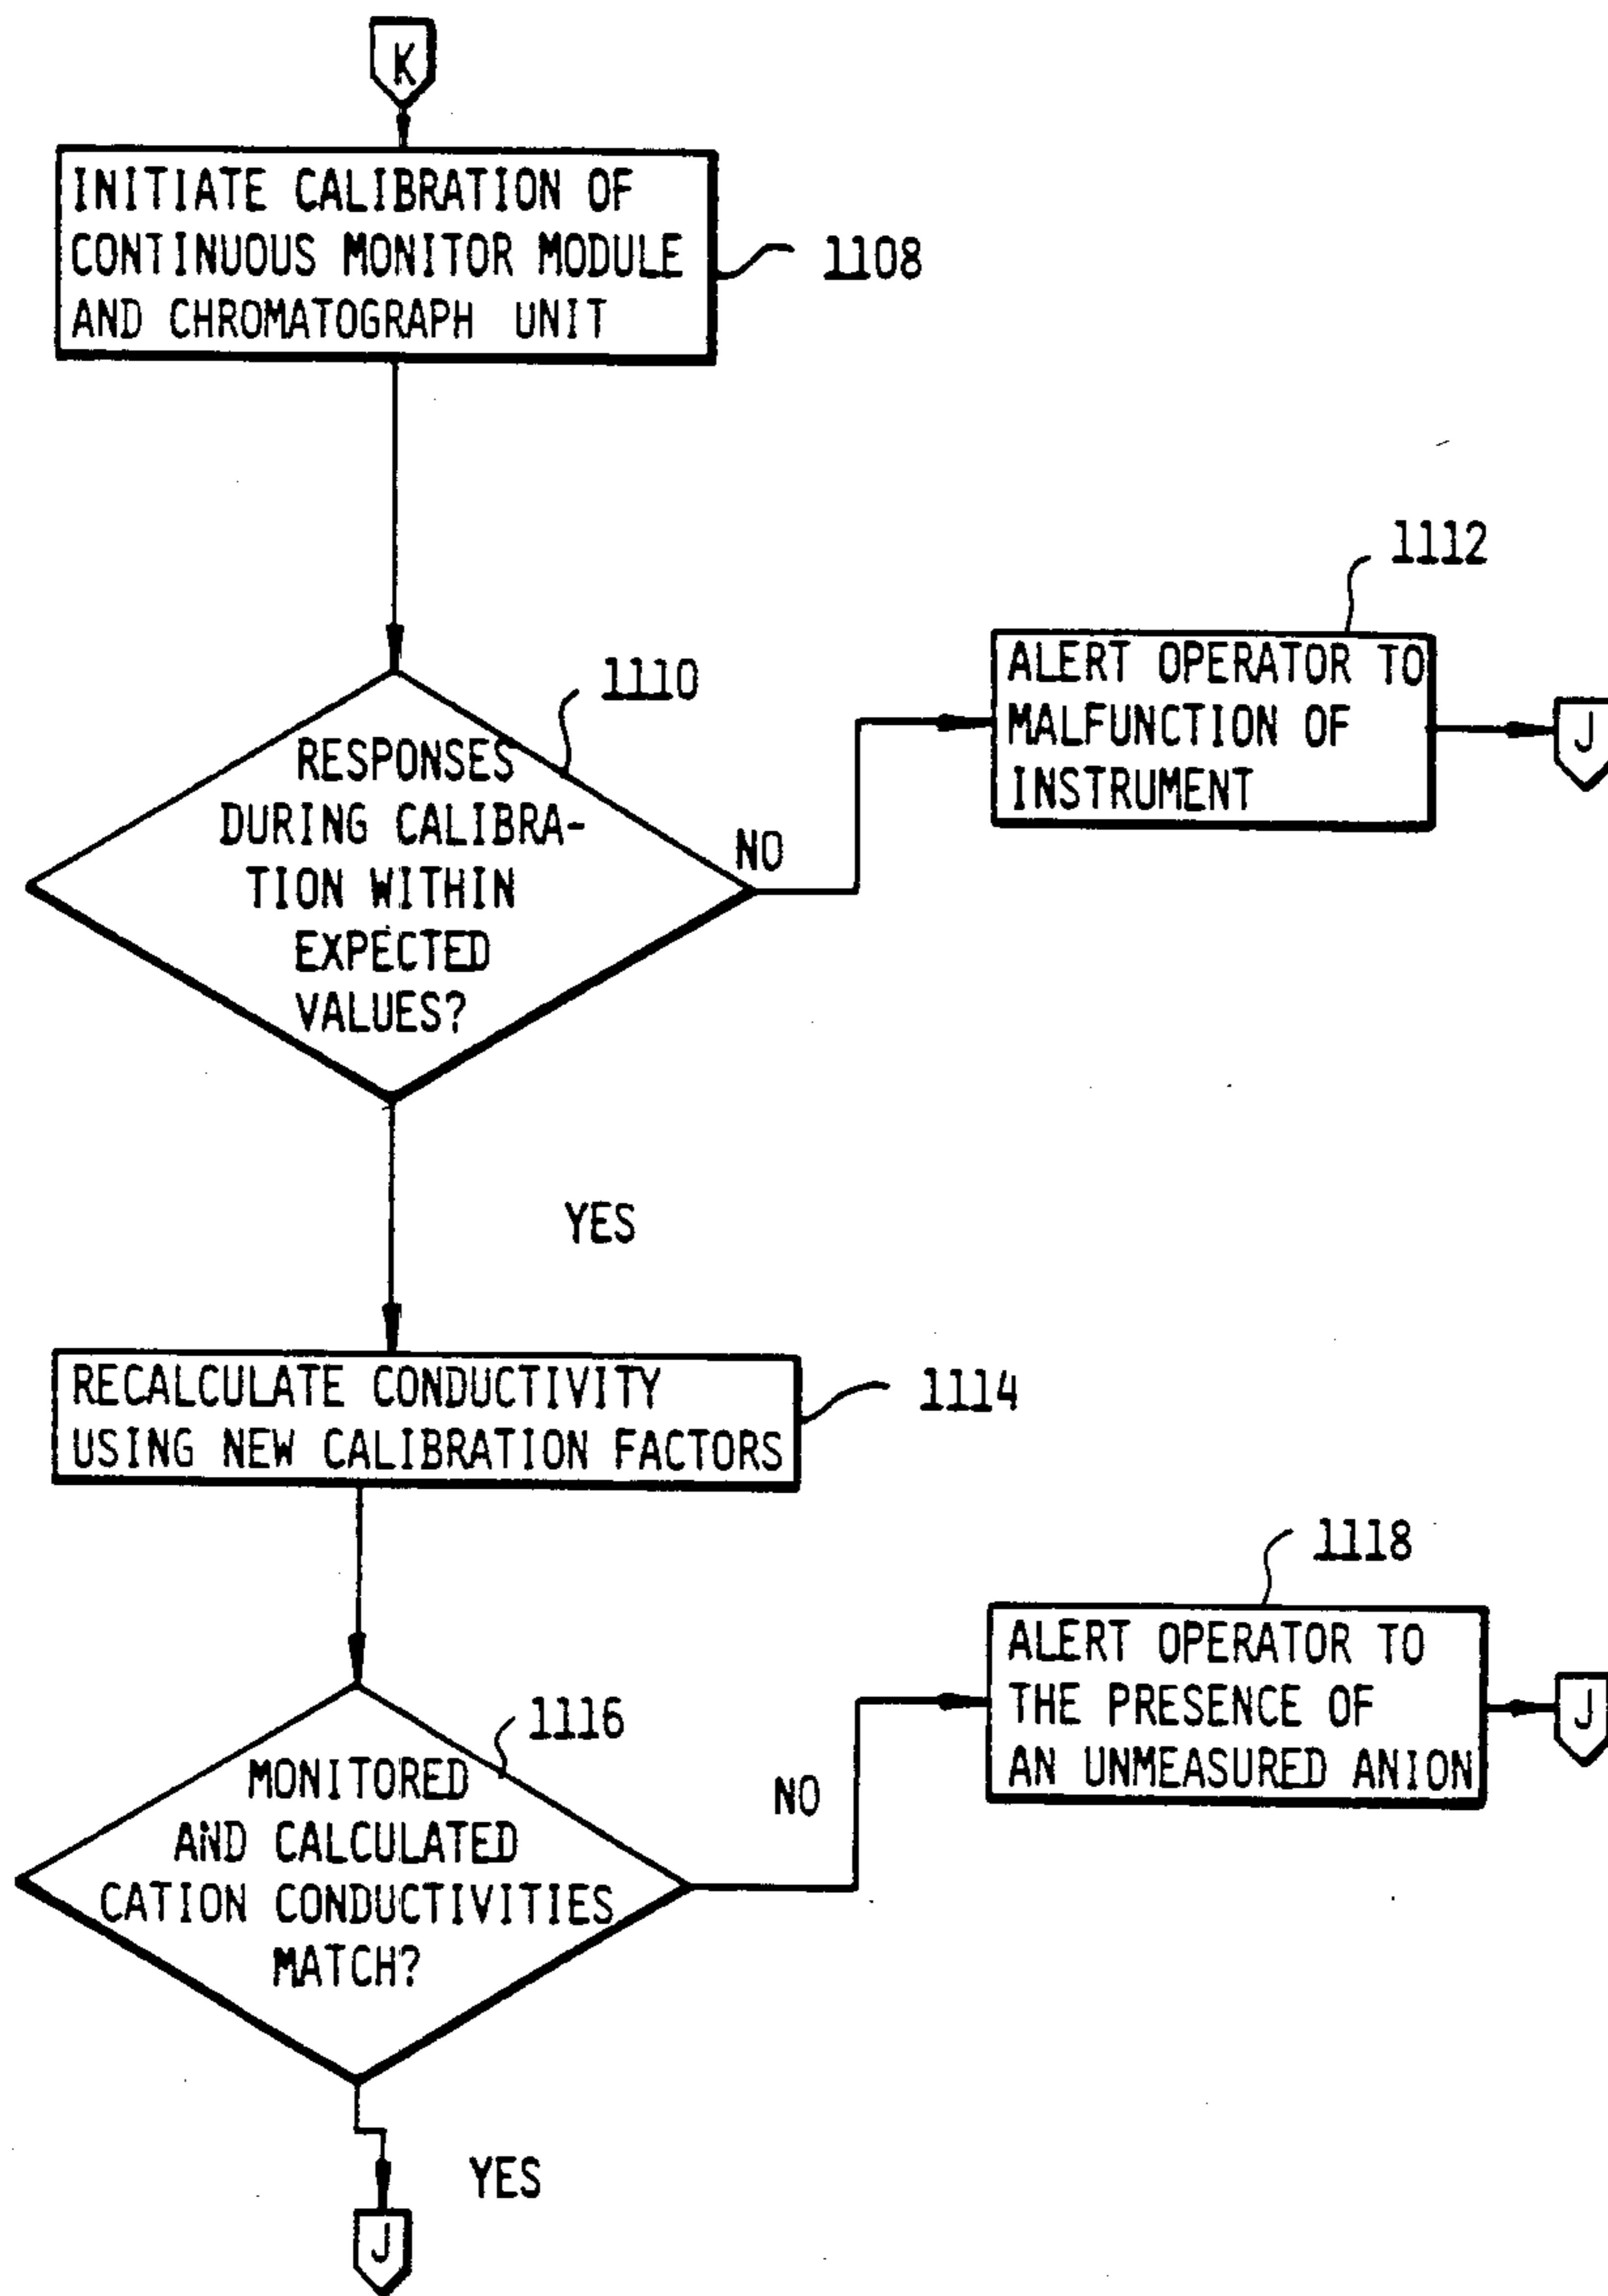 K
INITIATE CALIBRATION OF
CONTINUOUS MONITOR MODULE
AND CHROMATOGRAPH UNIT
1108
1110
RESPONSES
DURING CALIBRA-
TION WITHIN
EXPECTED
VALUES?
NO
1112
ALERT OPERATOR TO
MALFUNCTION OF
INSTRUMENT
J
YES
RECALCULATE CONDUCTIVITY
USING NEW CALIBRATION FACTORS
1114
1116
MONITORED
AND CALCULATED
CATION CONDUCTIVITIES
MATCH?
NO
1118
ALERT OPERATOR TO
THE PRESENCE OF
AN UNMEASURED ANION
J
YES
J